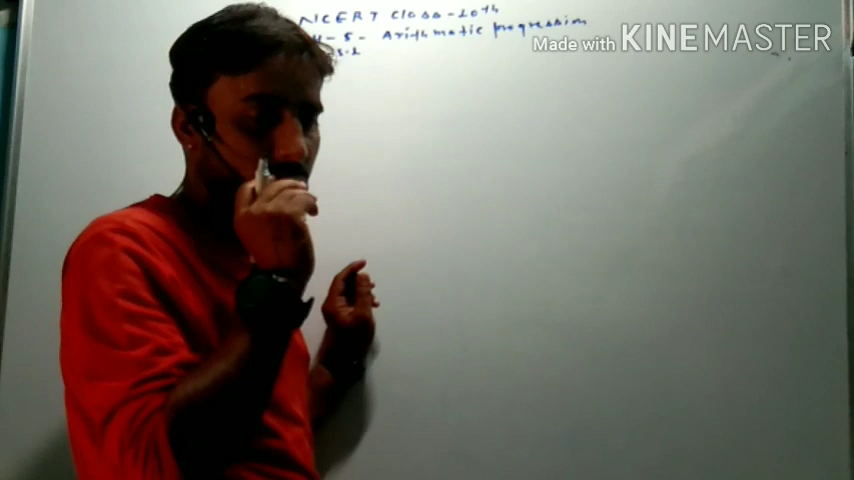 NCERT Class-10th
5- Arithmatic progression
Made with KINEMASTER